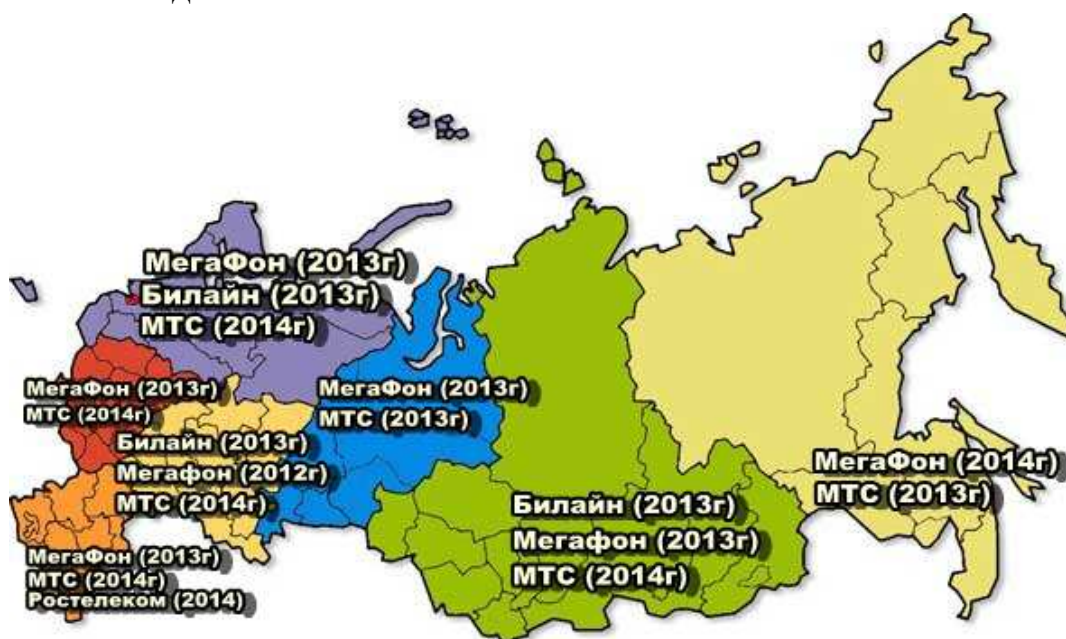 МегаФон (2013г)
Билайн (2013г)
МТС (2014г)
МегаФон (2013г)
МТС (2014г)
МегаФон (2013г)
МТС (2013г)
Билайн (2013г)
Мегафон (2012г)
МТС (2014г)
МегаФон (2014г)
МТС (2013г)
Билайн (2013г)
Мегафон (2013г)
МТС (2014г)
МегаФон (2013г)
МТС (2014г)
Ростелеком (2014)